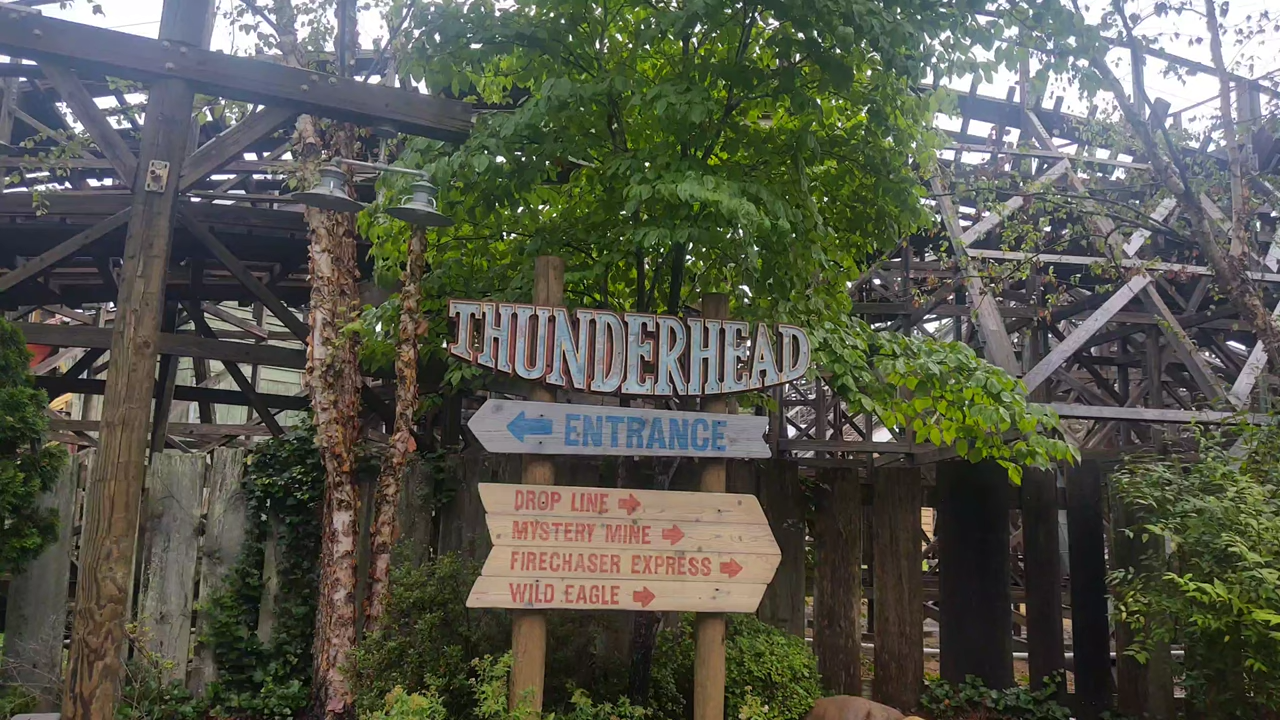 THUNDERHEAD
ENTRANCE
DROP LINE
MYSTERY MINE
FIRECHASER EXPRESS
WILD EAGLE